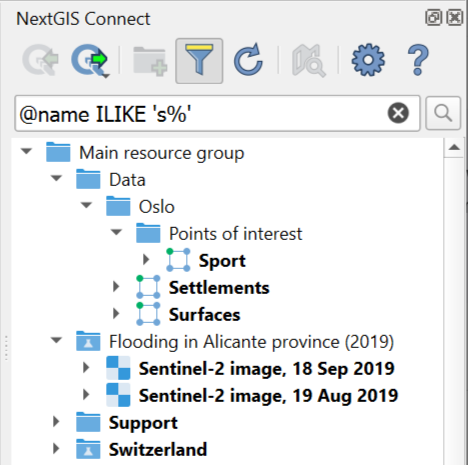 NextGIS Connect
@name ILIKE 's%'
Main resource group
Data
Oslo
Points of interest
Sport
Settlements
Surfaces
Flooding in Alicante province (2019)
Sentinel-2 image, 18 Sep 2019
Sentinel-2 image, 19 Aug 2019
Support
Switzerland